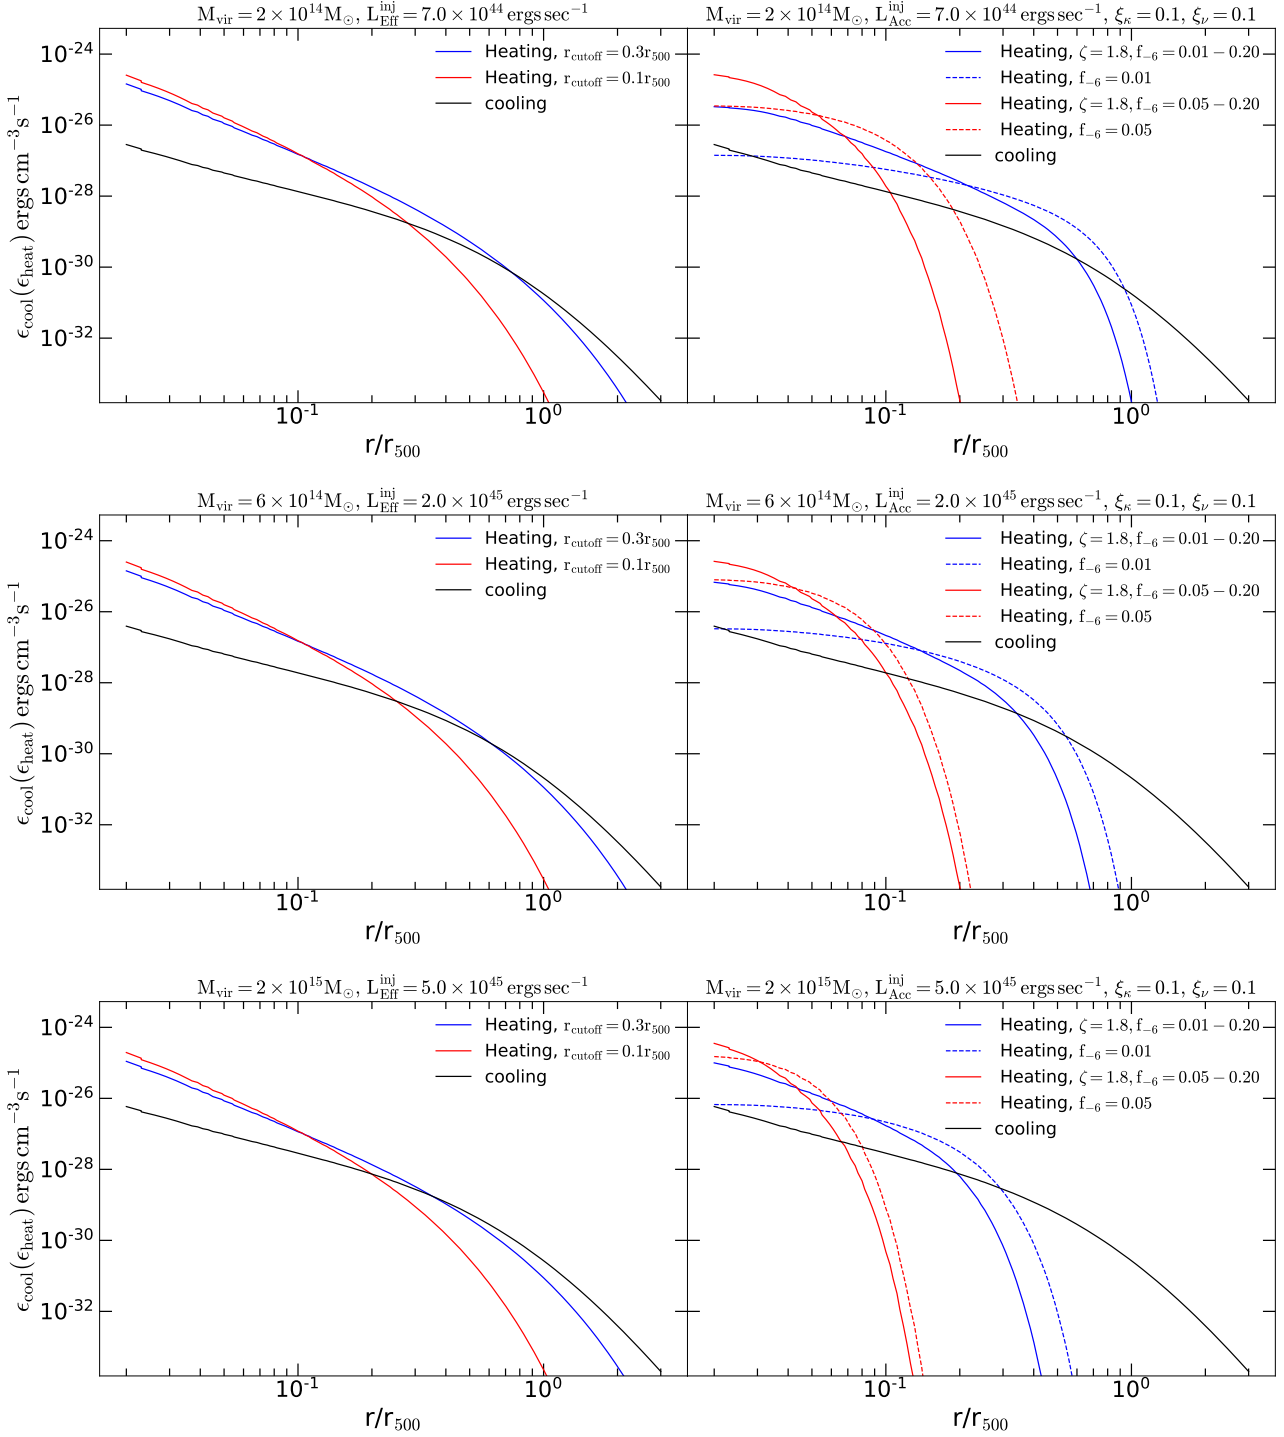 M_vir = 2 × 10^14 M_⊙, L_Eff^inj = 7.0 × 10^44 ergs sec^−1
Heating, r_cutoff = 0.3r_500
Heating, r_cutoff = 0.1r_500
cooling
10^-24
10^-26
10^-28
10^-30
10^-32
ϵ_cool(ϵ_heat) ergs cm^−3 s^−1
10^-1 10^0
r/r_500
M_vir = 2 × 10^14 M_⊙, L_Acc^inj = 7.0 × 10^44 ergs sec^−1, ξ_κ = 0.1, ξ_ν = 0.1
Heating, ζ = 1.8, f_−6 = 0.01 − 0.20
Heating, f_−6 = 0.01
Heating, ζ = 1.8, f_−6 = 0.05 − 0.20
Heating, f_−6 = 0.05
cooling
10^-1 10^0
r/r_500
M_vir = 6 × 10^14 M_⊙, L_Eff^inj = 2.0 × 10^45 ergs sec^−1
Heating, r_cutoff = 0.3r_500
Heating, r_cutoff = 0.1r_500
cooling
10^-24
10^-26
10^-28
10^-30
10^-32
ϵ_cool(ϵ_heat) ergs cm^−3 s^−1
10^-1 10^0
r/r_500
M_vir = 6 × 10^14 M_⊙, L_Acc^inj = 2.0 × 10^45 ergs sec^−1, ξ_κ = 0.1, ξ_ν = 0.1
Heating, ζ = 1.8, f_−6 = 0.01 − 0.20
Heating, f_−6 = 0.01
Heating, ζ = 1.8, f_−6 = 0.05 − 0.20
Heating, f_−6 = 0.05
cooling
10^-1 10^0
r/r_500
M_vir = 2 × 10^15 M_⊙, L_Eff^inj = 5.0 × 10^45 ergs sec^−1
Heating, r_cutoff = 0.3r_500
Heating, r_cutoff = 0.1r_500
cooling
10^-24
10^-26
10^-28
10^-30
10^-32
ϵ_cool(ϵ_heat) ergs cm^−3 s^−1
10^-1 10^0
r/r_500
M_vir = 2 × 10^15 M_⊙, L_Acc^inj = 5.0 × 10^45 ergs sec^−1, ξ_κ = 0.1, ξ_ν = 0.1
Heating, ζ = 1.8, f_−6 = 0.01 − 0.20
Heating, f_−6 = 0.01
Heating, ζ = 1.8, f_−6 = 0.05 − 0.20
Heating, f_−6 = 0.05
cooling
10^-1 10^0
r/r_500